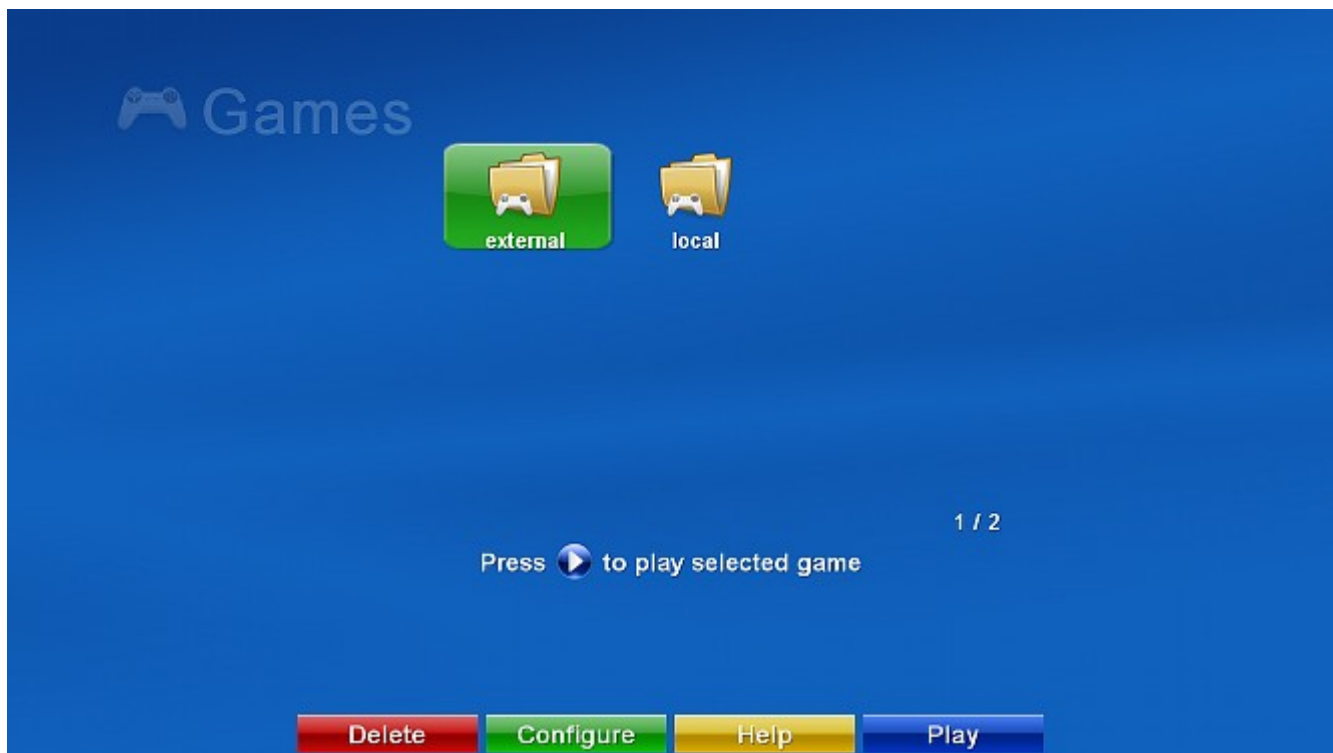 Games
external local
1 / 2
Press to play selected game
Delete Configure Help Play